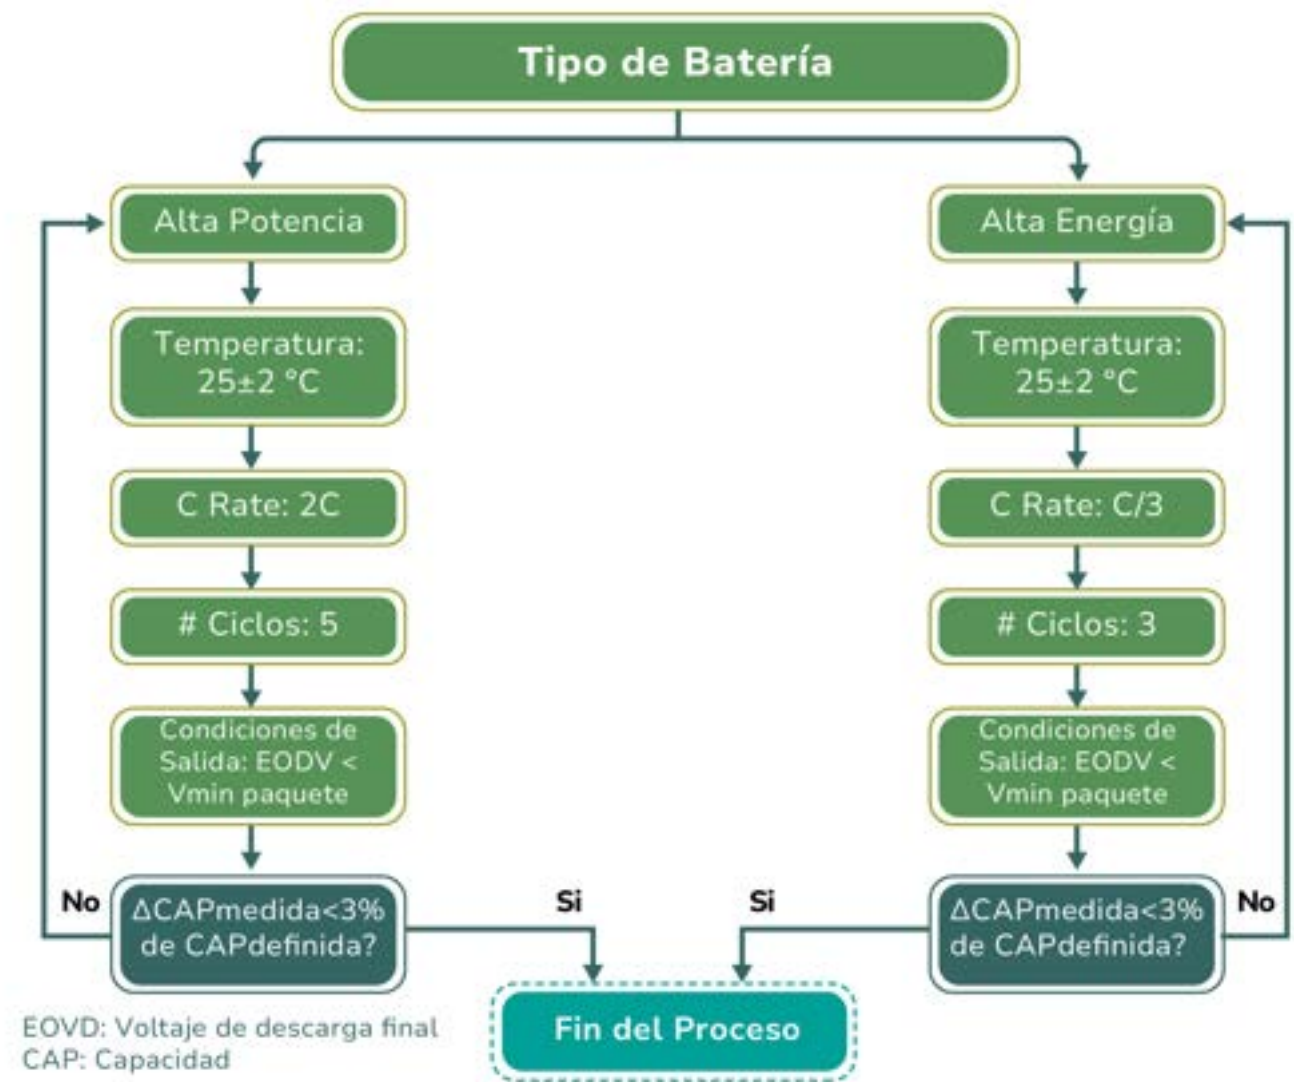 Tipo de Batería
Alta Potencia
Temperatura:
25±2 °C
C Rate: 2C
# Ciclos: 5
Condiciones de
Salida: EODV <
Vmin paquete
No
ΔCAPmedida<3%
de CAPdefinida?
Si
Alta Energía
Temperatura:
25±2 °C
C Rate: C/3
# Ciclos: 3
Condiciones de
Salida: EODV <
Vmin paquete
Si
ΔCAPmedida<3%
de CAPdefinida?
No
Fin del Proceso
EOVD: Voltaje de descarga final
CAP: Capacidad